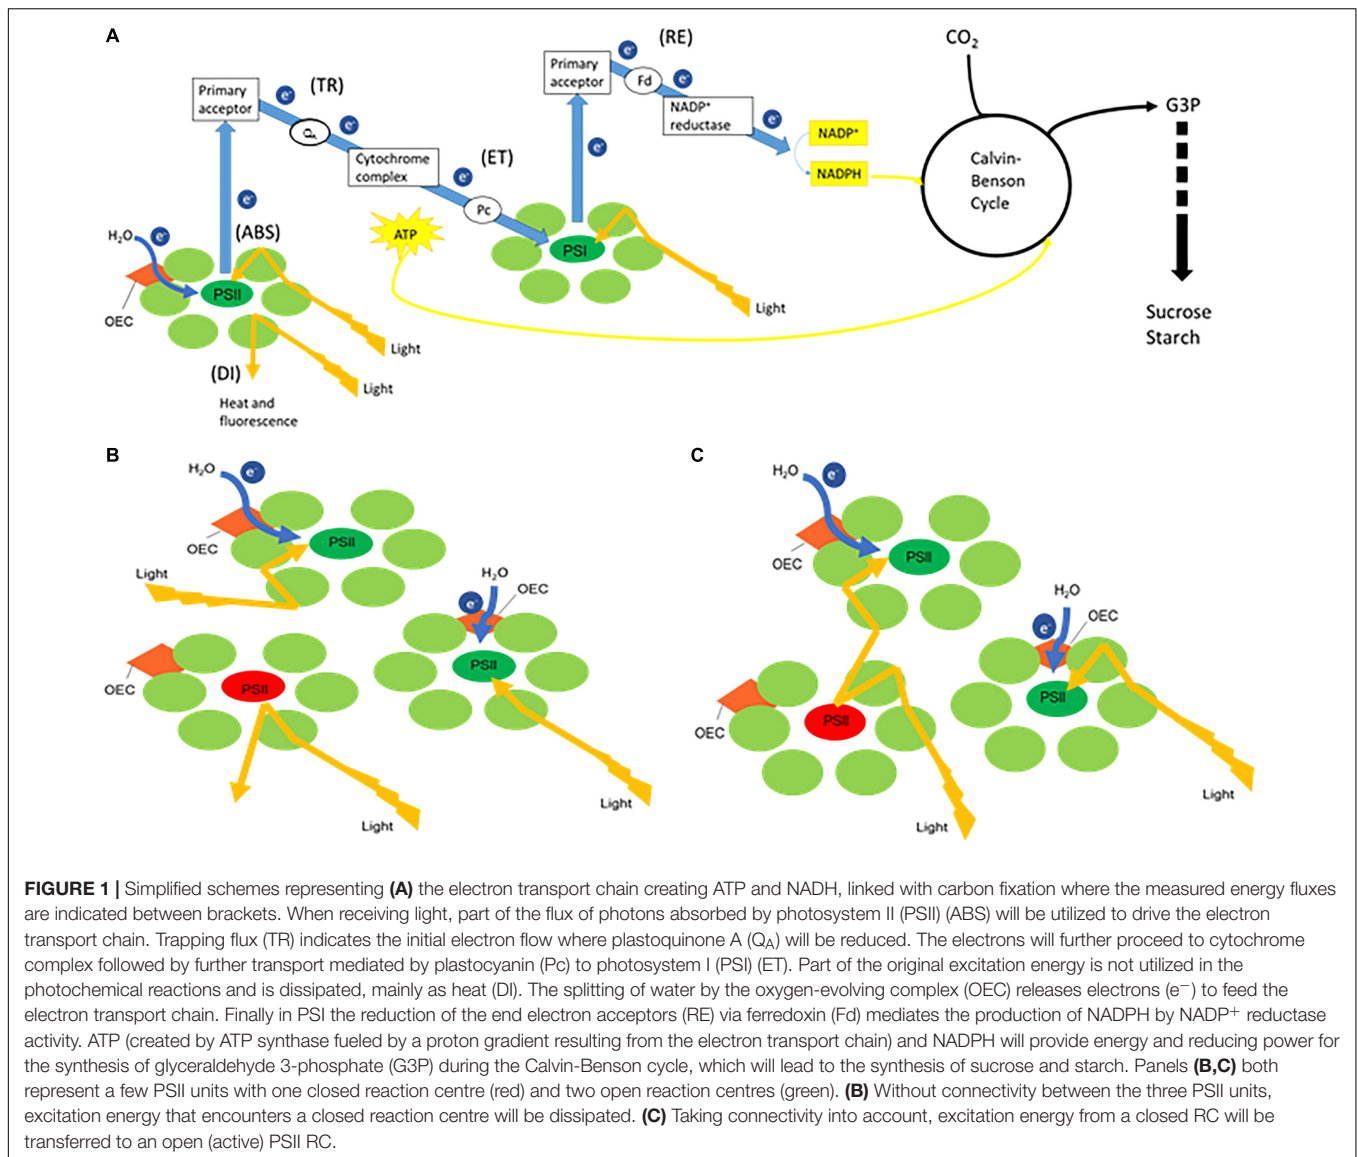 A
(RE)
CO2
Primary
acceptor
e-
Fd
e-
NADP+
reductase
e-
NADP+
NADPH
e-
Calvin-
Benson
Cycle
G3P
Sucrose
Starch
Primary
acceptor
e-
(TR)
QA
e-
Cytochrome
complex
(ET)
e-
Pc
ATP
PSI
Light
e-
H2O
e-
(ABS)
PSII
OEC
Light
(DI)
Light
Heat and
fluorescence
B
H2O
e-
OEC
PSII
Light
H2O
OEC
e-
PSII
OEC
PSII
Light
Light
C
H2O
e-
OEC
PSII
H2O
OEC
e-
PSII
OEC
PSII
Light
Light
FIGURE 1 | Simplified schemes representing (A) the electron transport chain creating ATP and NADH, linked with carbon fixation where the measured energy fluxes
are indicated between brackets. When receiving light, part of the flux of photons absorbed by photosystem II (PSII) (ABS) will be utilized to drive the electron
transport chain. Trapping flux (TR) indicates the initial electron flow where plastoquinone A (QA) will be reduced. The electrons will further proceed to cytochrome
complex followed by further transport mediated by plastocyanin (Pc) to photosystem I (PSI) (ET). Part of the original excitation energy is not utilized in the
photochemical reactions and is dissipated, mainly as heat (DI). The splitting of water by the oxygen-evolving complex (OEC) releases electrons (e−) to feed the
electron transport chain. Finally in PSI the reduction of the end electron acceptors (RE) via ferredoxin (Fd) mediates the production of NADPH by NADP+ reductase
activity. ATP (created by ATP synthase fueled by a proton gradient resulting from the electron transport chain) and NADPH will provide energy and reducing power for
the synthesis of glyceraldehyde 3-phosphate (G3P) during the Calvin-Benson cycle, which will lead to the synthesis of sucrose and starch. Panels (B,C) both
represent a few PSII units with one closed reaction centre (red) and two open reaction centres (green). (B) Without connectivity between the three PSII units,
excitation energy that encounters a closed reaction centre will be dissipated. (C) Taking connectivity into account, excitation energy from a closed RC will be
transferred to an open (active) PSII RC.